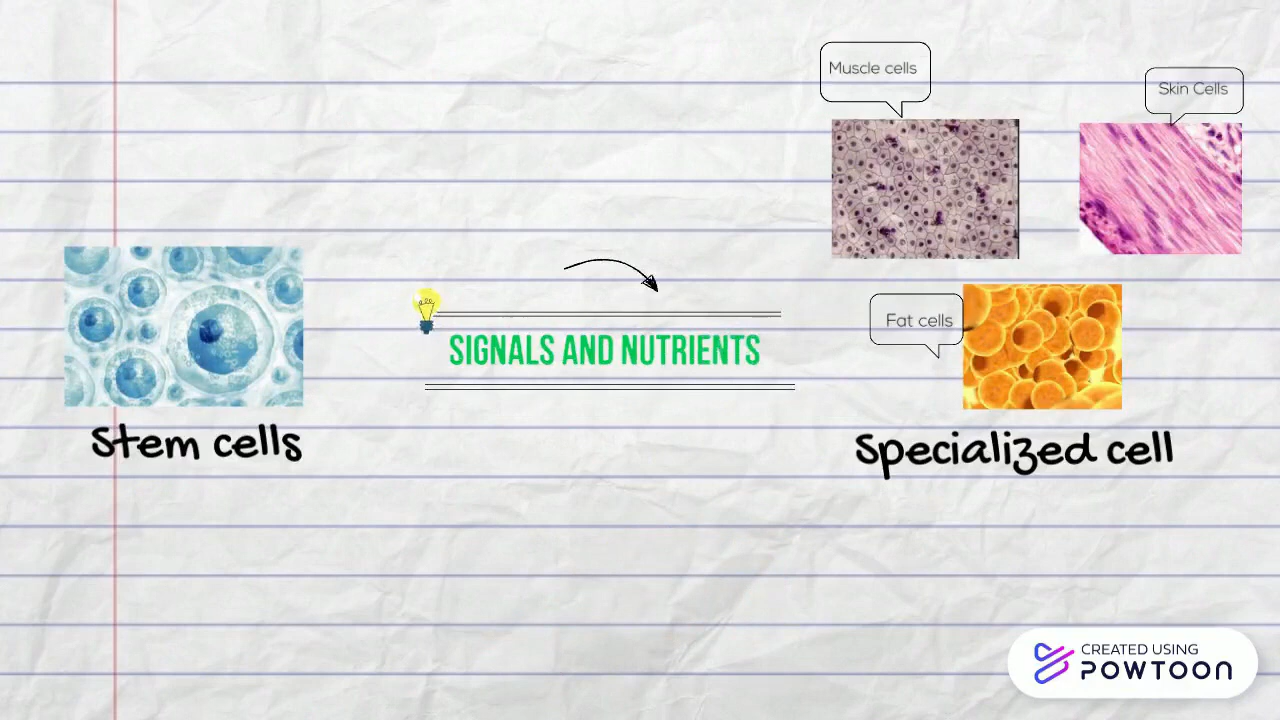 Muscle cells
Skin Cells
Fat cells
SIGNALS AND NUTRIENTS
Stem cells
Specialized cell
CREATED USING
POWTOON